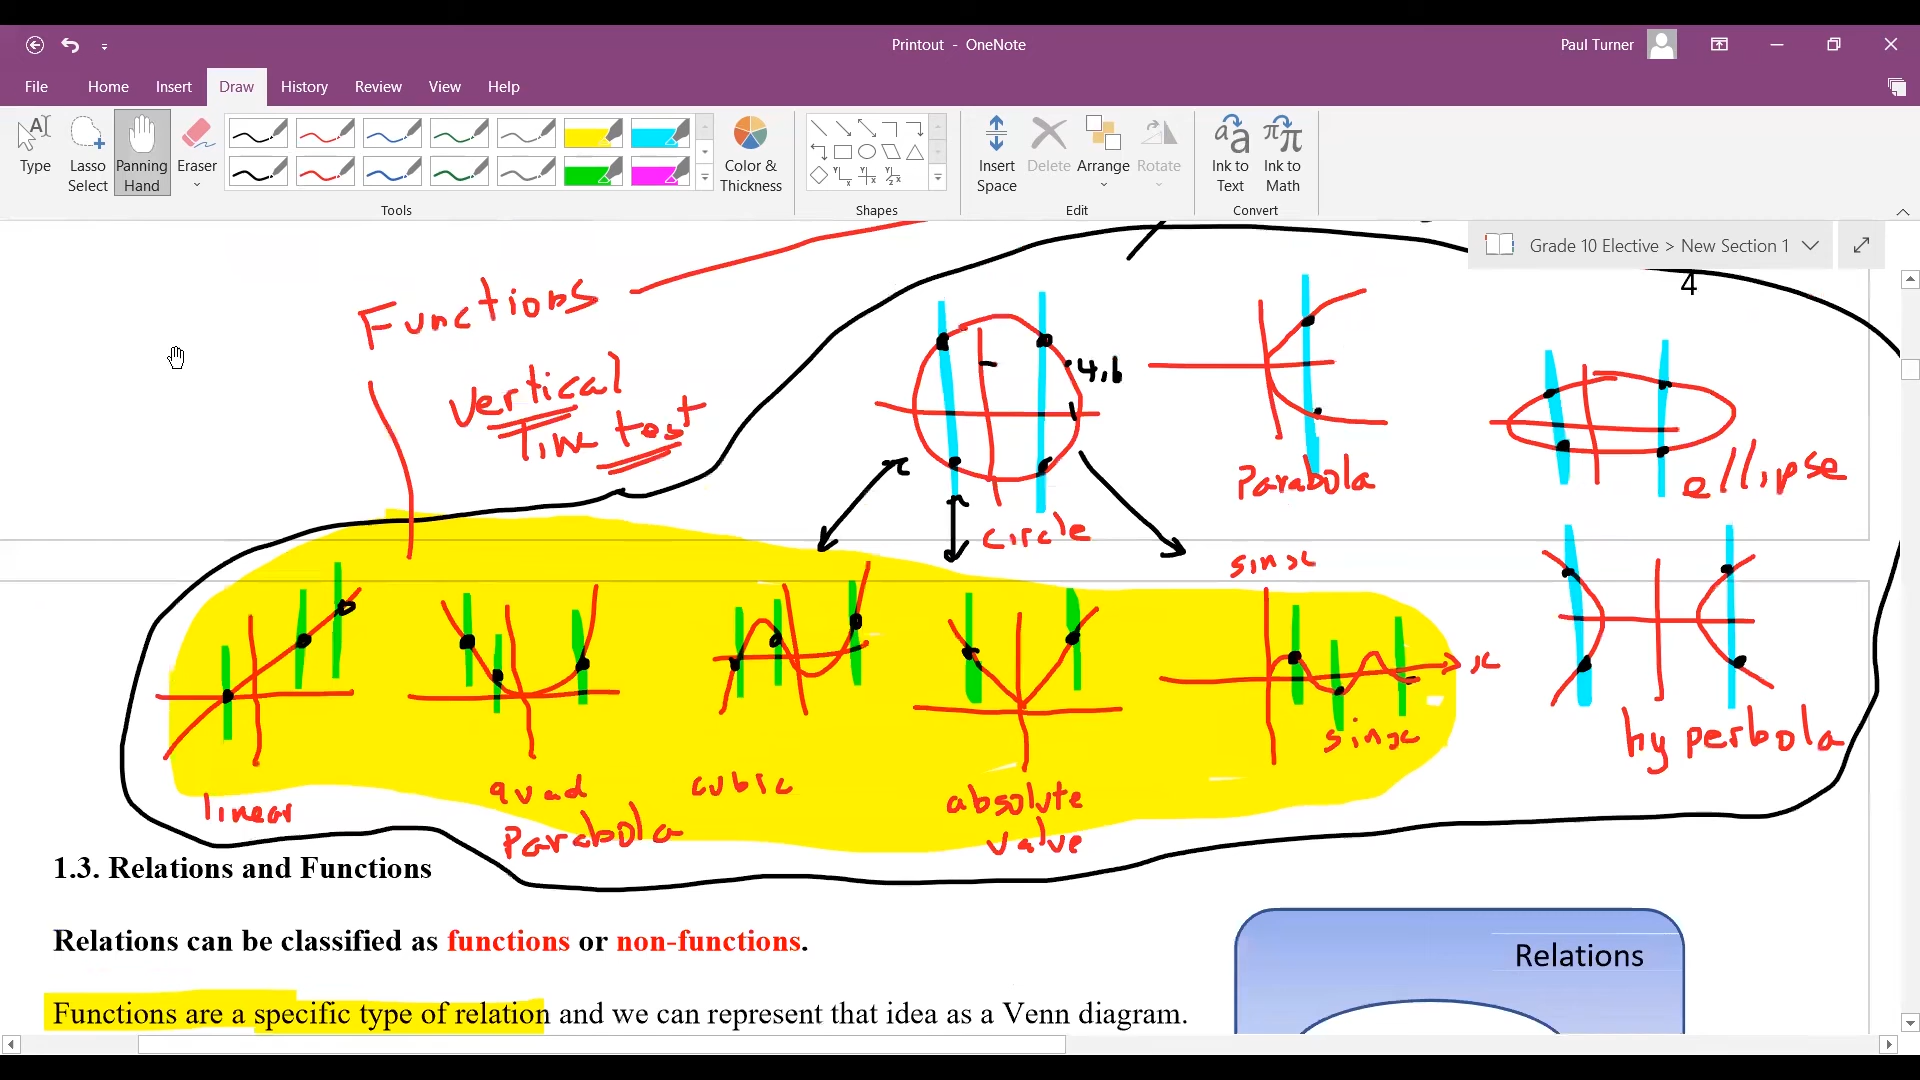 Printout - OneNote
Paul Turner
File Home Insert Draw History Review View Help
Type
Lasso Select
Panning Hand
Eraser
Color & Thickness
Insert Space
Delete
Arrange
Rotate
Ink to Text
Ink to Math
Tools
Shapes
Edit
Convert
Grade 10 Elective > New Section 1
4
Functions
Vertical
Line test
4,6
circle
Parabola
ellipse
sinx
x
linear
quad
Parabola
cubic
absolute
value
sinx
hyperbola
1.3. Relations and Functions
Relations can be classified as functions or non-functions.
Relations
Functions are a specific type of relation and we can represent that idea as a Venn diagram.